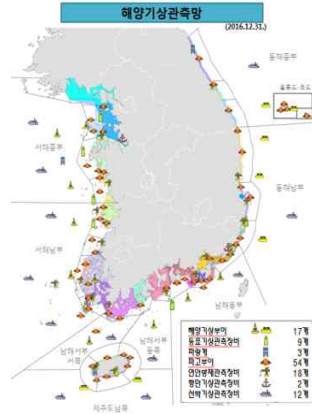 해양기상관측망
(2016.12.31.)
동해중부
울릉도·독도
서해중부
동해남부
서해남부
남해동부
남해서부
서쪽
남해서부
동쪽
제주도남쪽
해양기상부이 17개
등표기상관측장비 9개
파랑계 3개
파고부이 54개
연안방재관측장비 18개
항만기상관측장비 2개
선박기상관측장비 12개